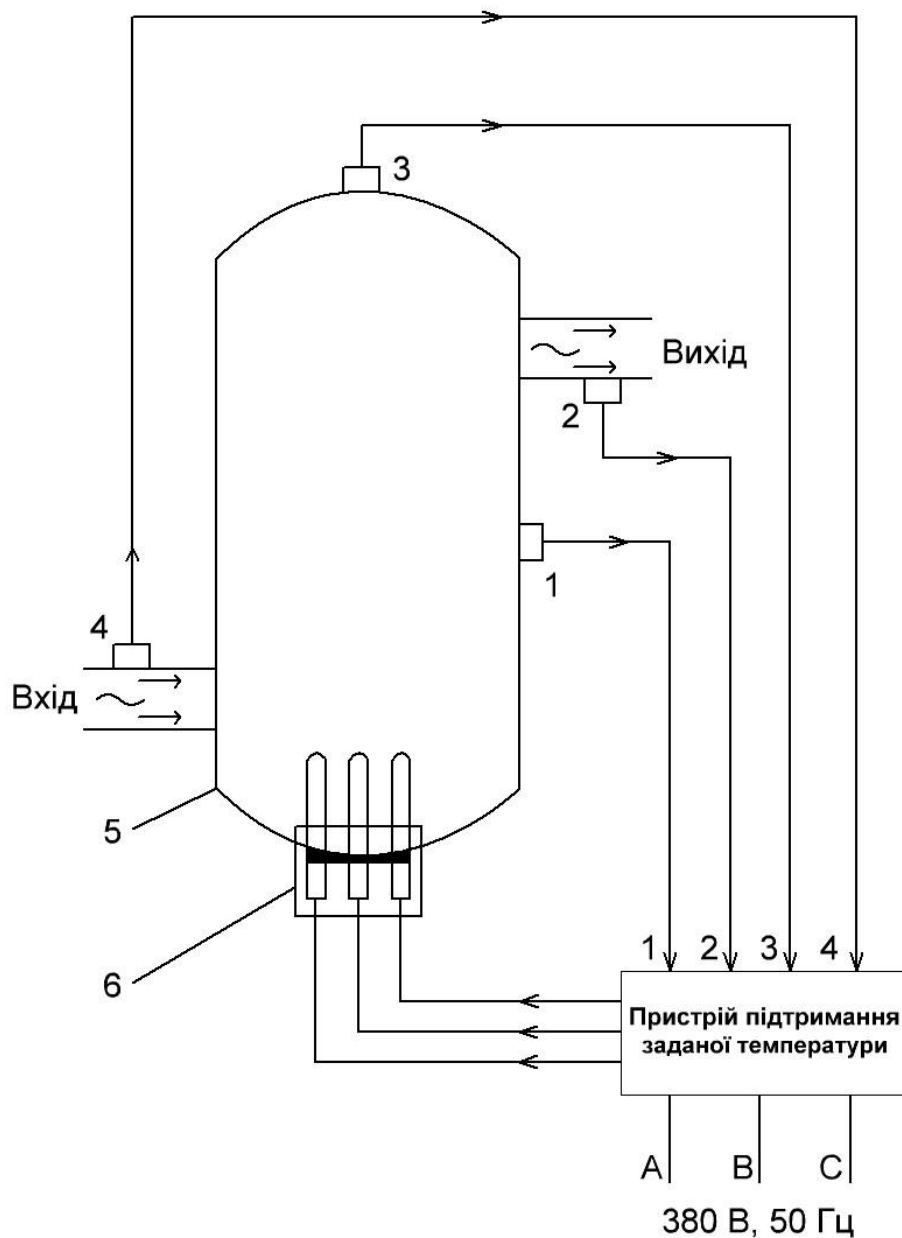 3
Вихід
2
1
4
Вхід
5
6
1 2 3 4
Пристрій підтримання
заданої температури
A B C
380 В, 50 Гц